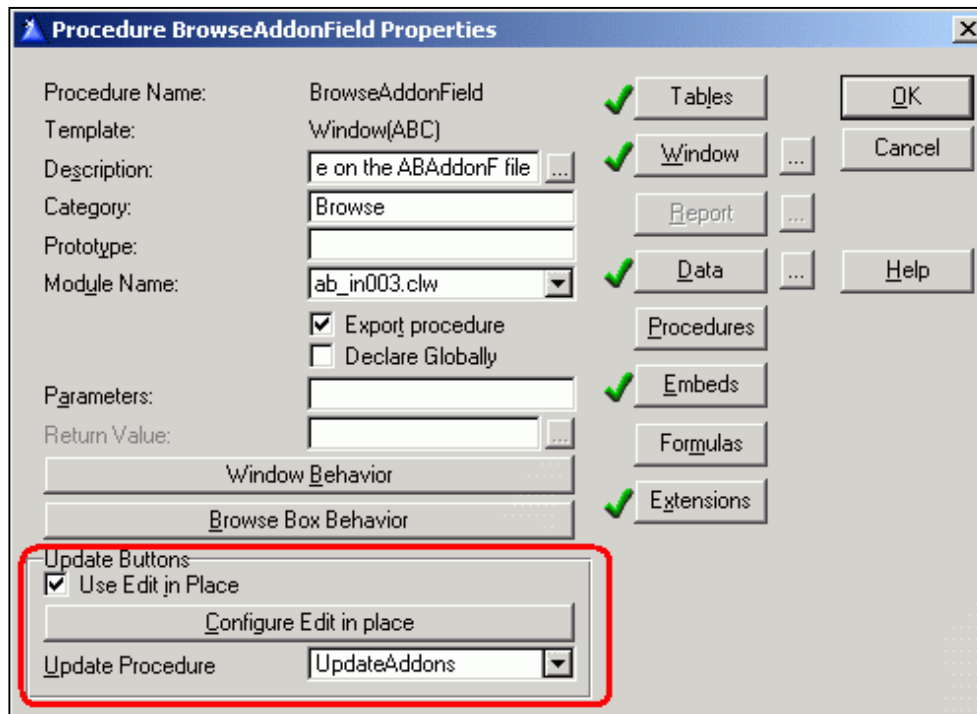 Procedure BrowseAddonField Properties
Procedure Name: BrowseAddonField
Template: Window(ABC)
Description: e on the ABAddonF file ...
Category: Browse
Prototype:
Module Name: ab_in003.clw
Export procedure
Declare Globally
Parameters:
Return Value: ...
Window Behavior
Browse Box Behavior
Update Buttons
Use Edit in Place
Configure Edit in place
Update Procedure UpdateAddons
Tables
Window ...
Report ...
Data ...
Procedures
Embeds
Formulas
Extensions
OK
Cancel
Help